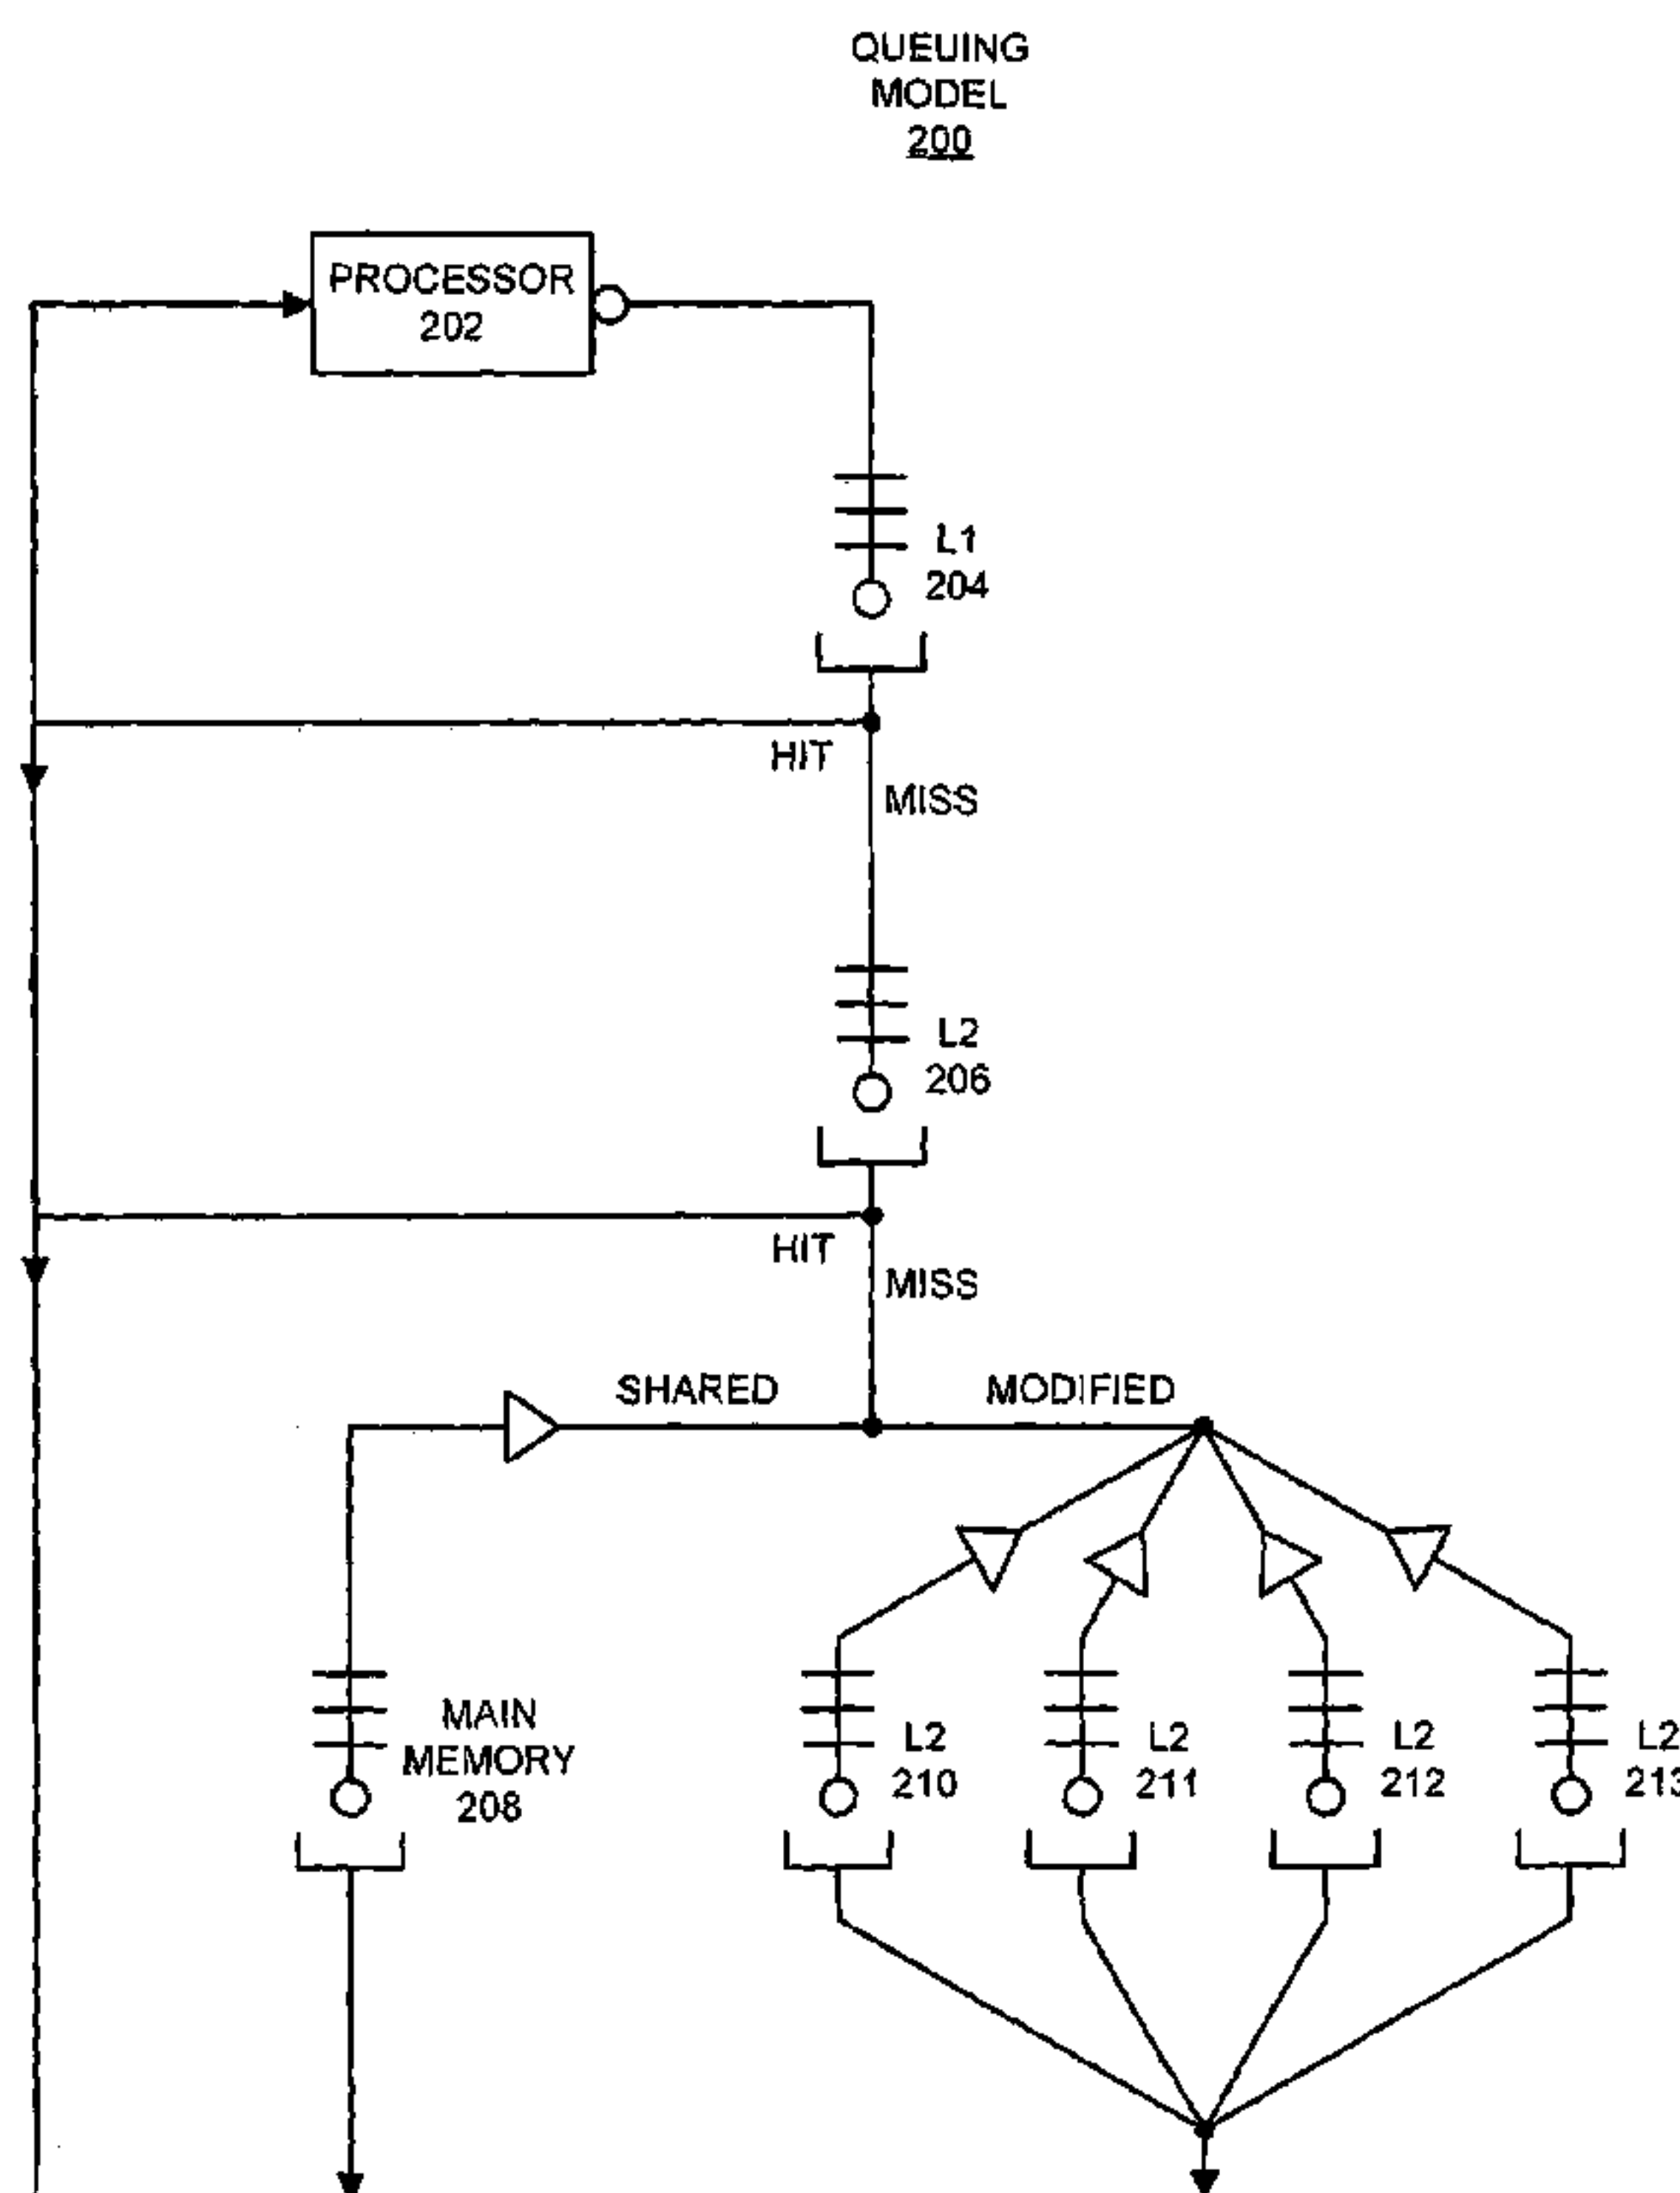 QUEUING
MODEL
200
PROCESSOR
202
L1
204
HIT
MISS
L2
206
HIT
MISS
SHARED
MODIFIED
MAIN
MEMORY
208
L2
210
L2
211
L2
212
L2
213